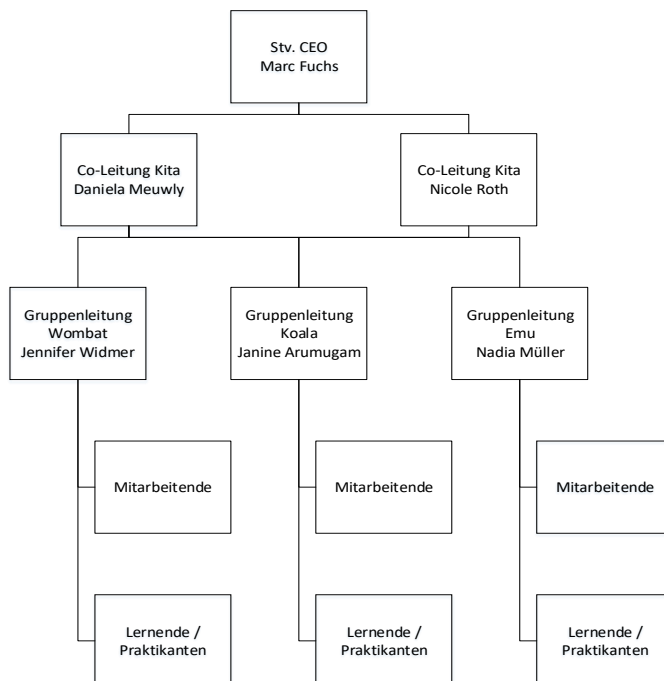 Stv. CEO
Marc Fuchs
Co-Leitung Kita
Daniela Meuwly
Co-Leitung Kita
Nicole Roth
Gruppenleitung
Wombat
Jennifer Widmer
Gruppenleitung
Koala
Janine Arumugam
Gruppenleitung
Emu
Nadia Müller
Mitarbeitende
Mitarbeitende
Mitarbeitende
Lernende /
Praktikanten
Lernende /
Praktikanten
Lernende /
Praktikanten